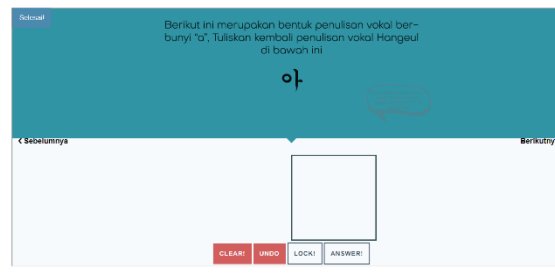 Selesai!
Berikut ini merupakan bentuk penulisan vokal ber-
bunyi "a", Tuliskan kembali penulisan vokal Hangeul
di bawah ini
아
< Sebelumnya
Berikutny
CLEAR!
UNDO
LOCK!
ANSWER!